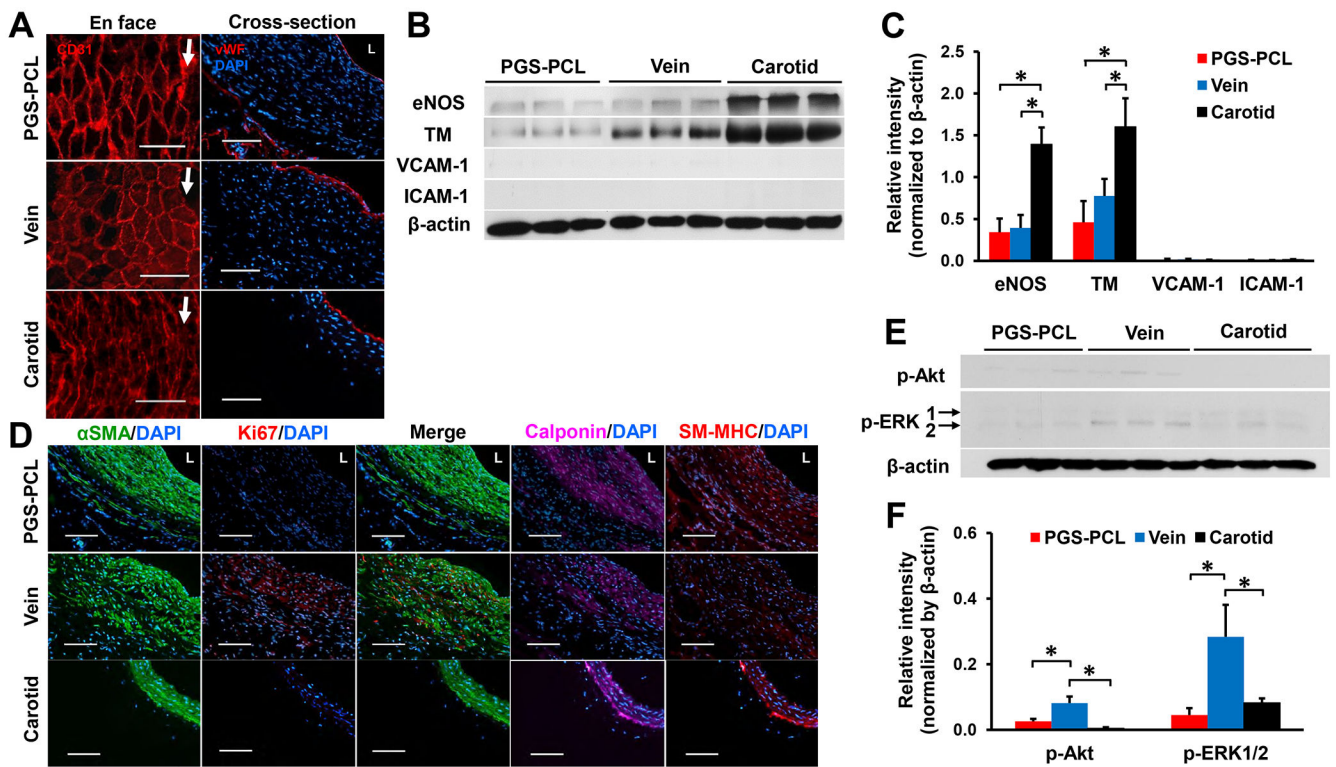 A
En face
Cross-section
PGS-PCL
CD31
vWF
DAPI
L
Vein
Carotid
B
PGS-PCL
Vein
Carotid
eNOS
TM
VCAM-1
ICAM-1
β-actin
C
Relative intensity
(normalized to β-actin)
2.5
2.0
1.5
1.0
0.5
0.0
* * * *
PGS-PCL
Vein
Carotid
eNOS TM VCAM-1 ICAM-1
D
αSMA/DAPI Ki67/DAPI Merge Calponin/DAPI SM-MHC/DAPI
PGS-PCL
L L L L
Vein
Carotid
E
PGS-PCL Vein Carotid
p-Akt
p-ERK 1
2
β-actin
F
Relative intensity
(normalized by β-actin)
0.6
0.4
0.2
0.0
PGS-PCL Vein Carotid
* * * *
p-Akt p-ERK1/2